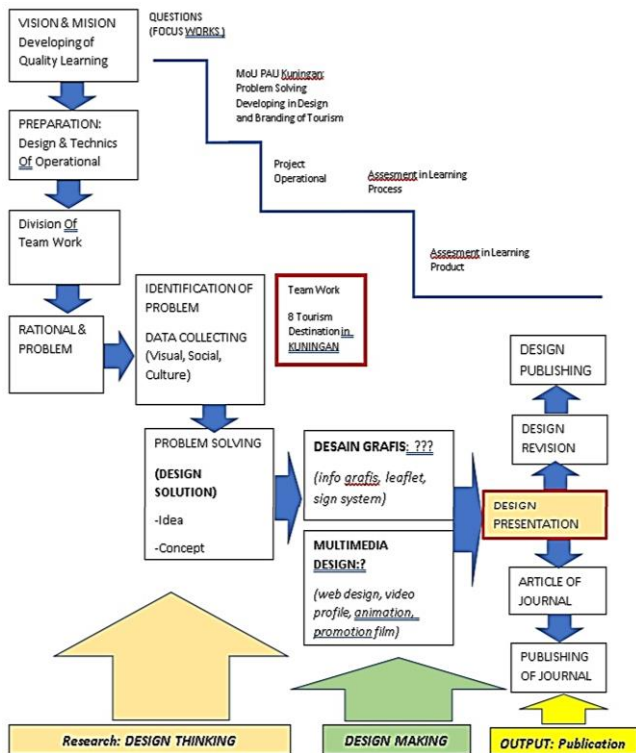 VISION & MISION
Developing of
Quality Learning
QUESTIONS
(FOCUS WORKS.)
MoU PAU Kuningan:
Problem Solving
Developing in Design
and Branding of Tourism
PREPARATION:
Design & Technics
Of Operational
Project
Operational
Assesment in Learning
Process
Division Of
Team Work
Assesment in Learning
Product
RATIONAL &
PROBLEM
IDENTIFICATION OF
PROBLEM
DATA COLLECTING
(Visual, Social,
Culture)
Team Work
8 Tourism
Destination in
KUNINGAN
DESIGN
PUBLISHING
DESIGN
REVISION
PROBLEM SOLVING
(DESIGN
SOLUTION)
-Idea
-Concept
DESAIN GRAFIS: ???
(info grafis, leaflet,
sign system)
MULTIMEDIA
DESIGN:?
(web design, video
profile, animation,
promotion film)
DESIGN
PRESENTATION
ARTICLE OF
JOURNAL
PUBLISHING
OF JOURNAL
Research: DESIGN THINKING
DESIGN MAKING
OUTPUT: Publication